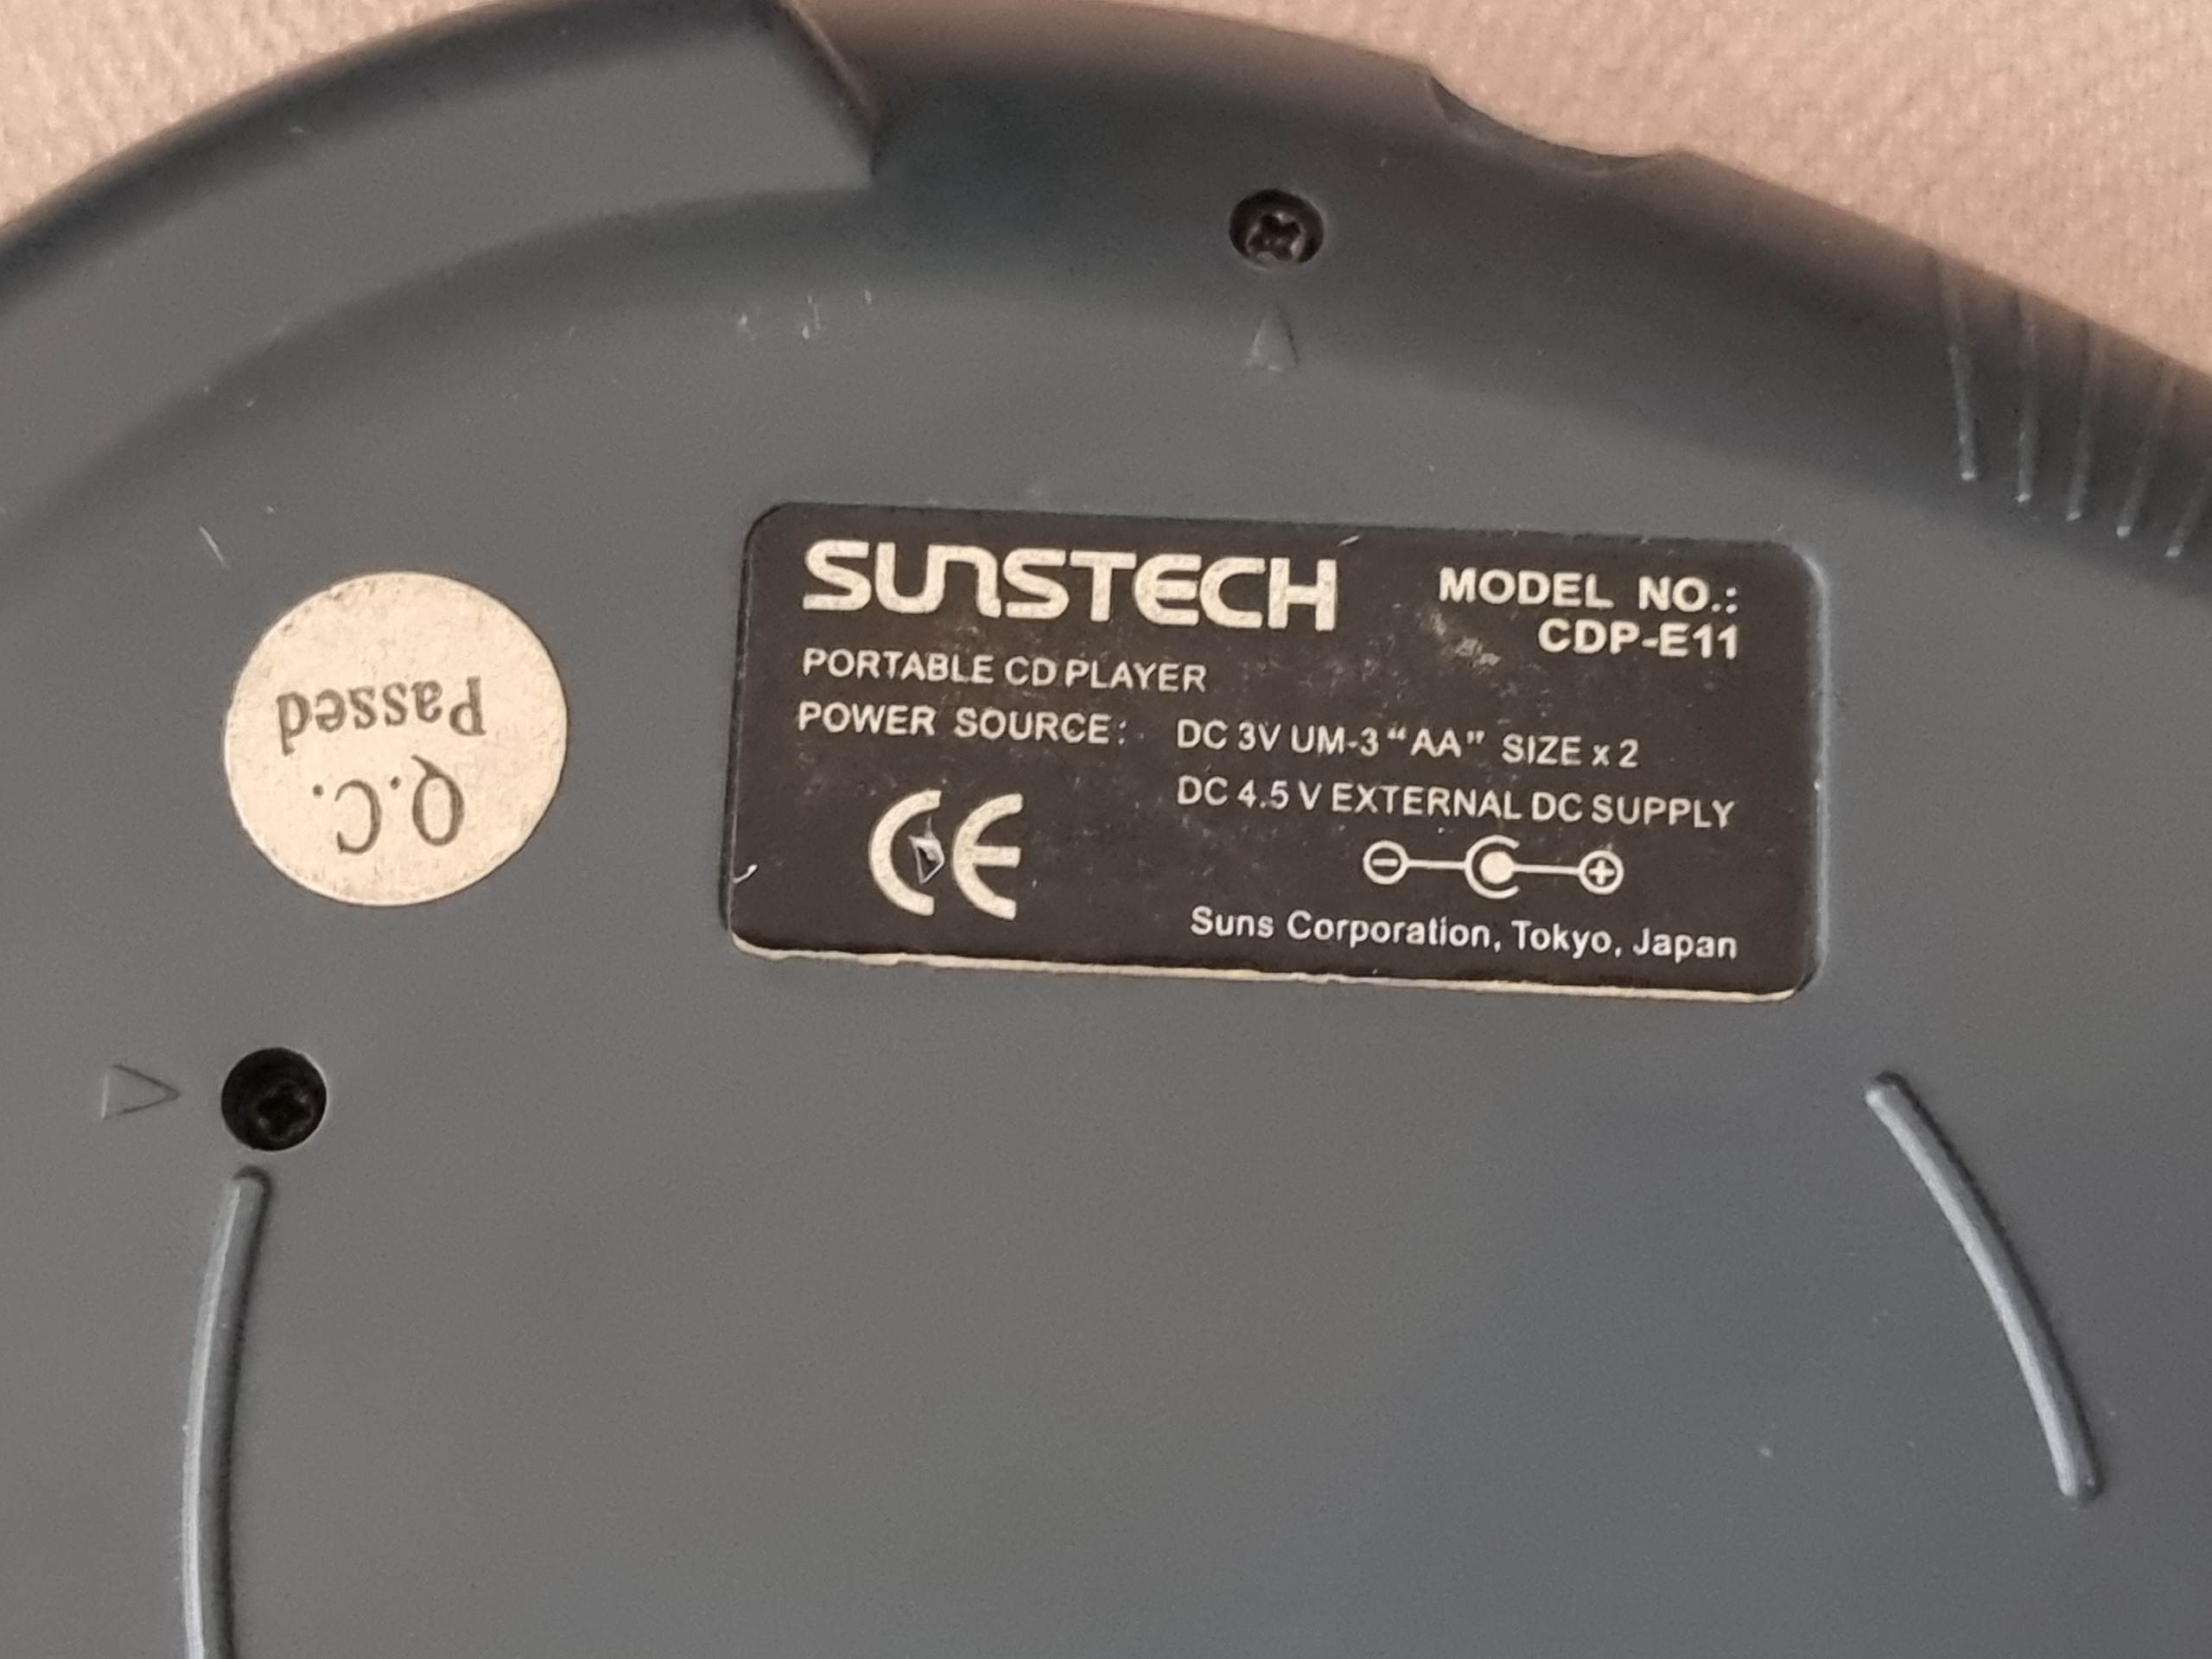 SUNSTECH
MODEL NO.:
CDP-E11
PORTABLE CD PLAYER
POWER SOURCE: DC 3V UM-3 “AA” SIZE x 2
DC 4.5 V EXTERNAL DC SUPPLY
CE
Suns Corporation, Tokyo, Japan
Q.C.
Passed